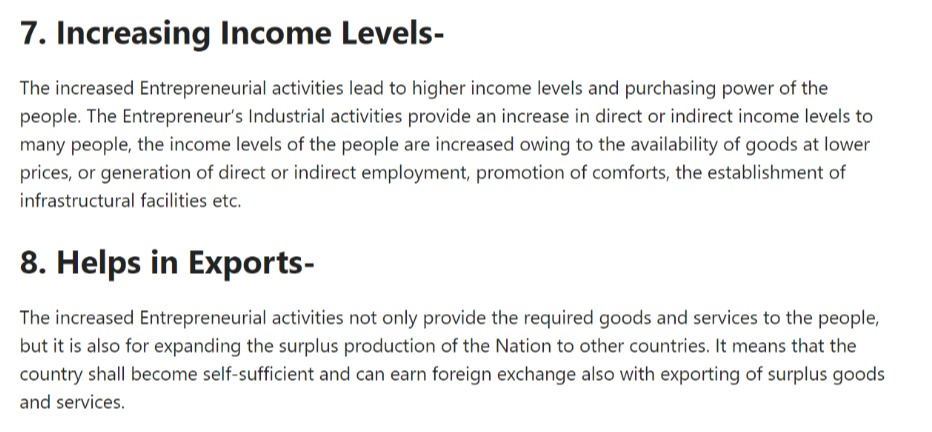 7. Increasing Income Levels-
The increased Entrepreneurial activities lead to higher income levels and purchasing power of the
people. The Entrepreneur's Industrial activities provide an increase in direct or indirect income levels to
many people, the income levels of the people are increased owing to the availability of goods at lower
prices, or generation of direct or indirect employment, promotion of comforts, the establishment of
infrastructural facilities etc.
8. Helps in Exports-
The increased Entrepreneurial activities not only provide the required goods and services to the people,
but it is also for expanding the surplus production of the Nation to other countries. It means that the
country shall become self-sufficient and can earn foreign exchange also with exporting of surplus goods
and services.